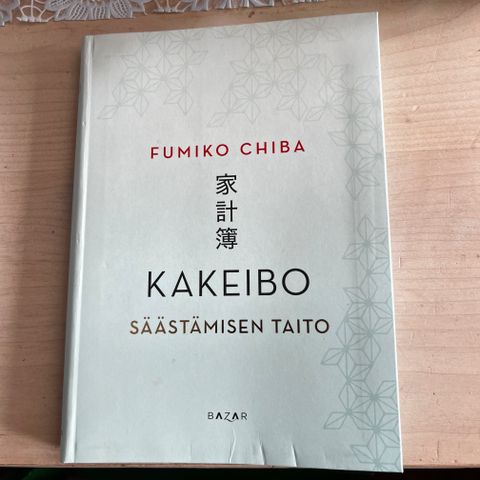 FUMIKO CHIBA
家
計
簿
KAKEIBO
SÄÄSTÄMISEN TAITO
BAZAR